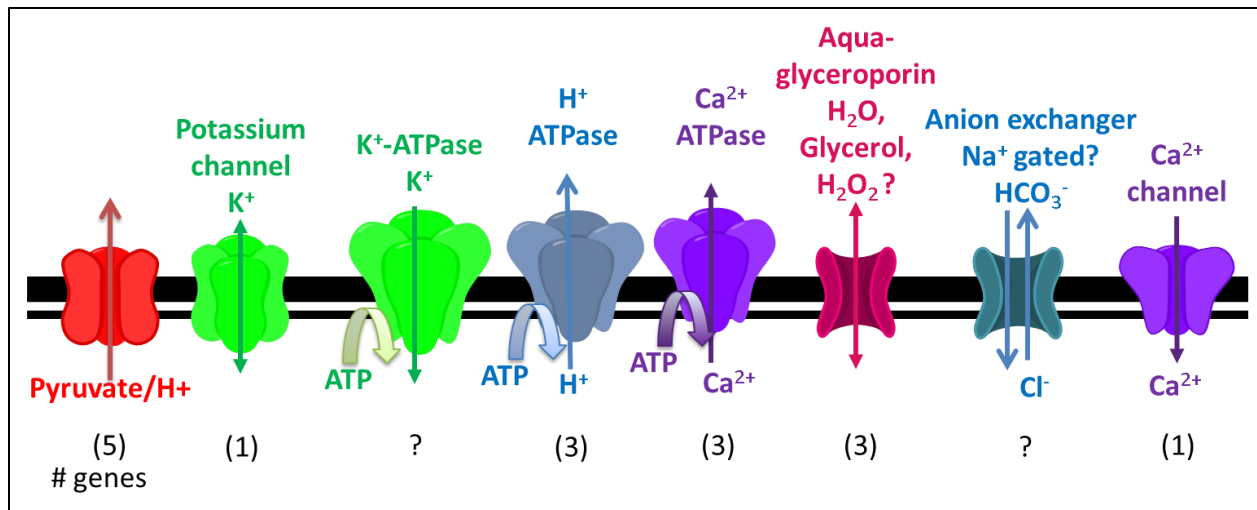 Potassium
channel
K⁺
K⁺-ATPase
K⁺
H⁺
ATPase
Ca²⁺
ATPase
Aqua-
glyceroporin
H₂O,
Glycerol,
H₂O₂ ?
Anion exchanger
Na⁺ gated?
HCO₃⁻
Ca²⁺
channel
Pyruvate/H+
ATP
ATP
H⁺
ATP
Ca²⁺
Cl⁻
Ca²⁺
(5)
# genes
(1)
?
(3)
(3)
(3)
?
(1)